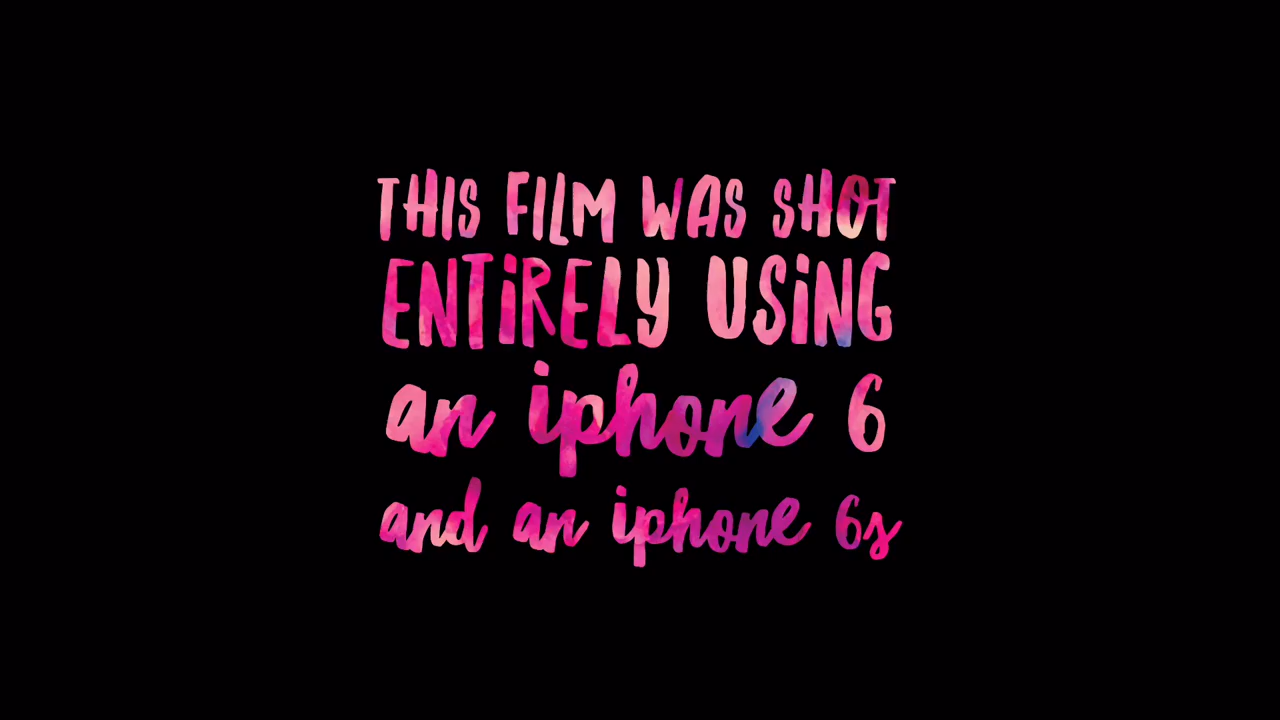 THIS FILM WAS SHOT
ENTiRELY USiNG
an iphone 6
and an iphone 6s